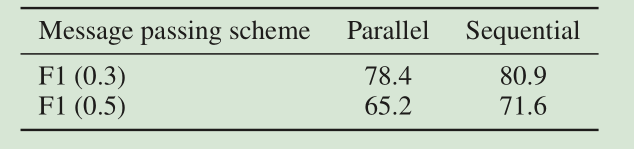 Message passing scheme Parallel Sequential
F1 (0.3) 78.4 80.9
F1 (0.5) 65.2 71.6